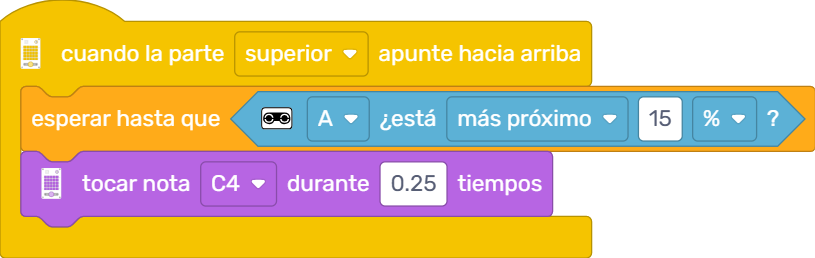 cuando la parte superior apunte hacia arriba
esperar hasta que A ¿está más próximo 15 % ?
tocar nota C4 durante 0.25 tiempos